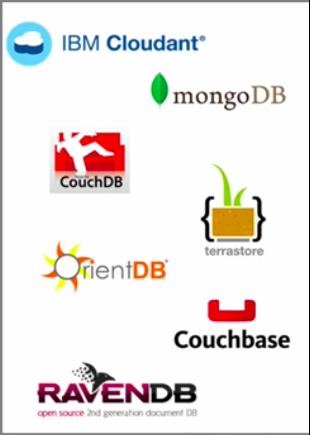 IBM Cloudant®
mongoDB
CouchDB
terrastore
OrientDB®
Couchbase
RAVENDB
open source 2nd generation document DB